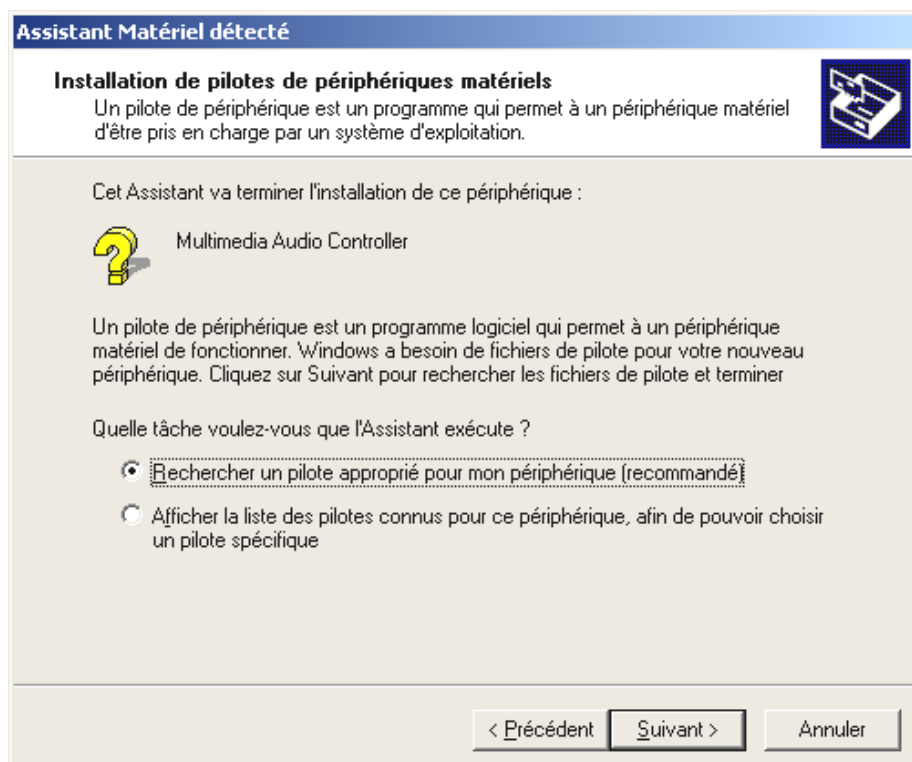 Assistant Matériel détecté
Installation de pilotes de périphériques matériels
Un pilote de périphérique est un programme qui permet à un périphérique matériel
d'être pris en charge par un système d'exploitation.
Cet Assistant va terminer l'installation de ce périphérique :
Multimedia Audio Controller
Un pilote de périphérique est un programme logiciel qui permet à un périphérique
matériel de fonctionner. Windows a besoin de fichiers de pilote pour votre nouveau
périphérique. Cliquez sur Suivant pour rechercher les fichiers de pilote et terminer
Quelle tâche voulez-vous que l'Assistant exécute ?
Rechercher un pilote approprié pour mon périphérique (recommandé)
Afficher la liste des pilotes connus pour ce périphérique, afin de pouvoir choisir
un pilote spécifique
< Précédent
Suivant >
Annuler